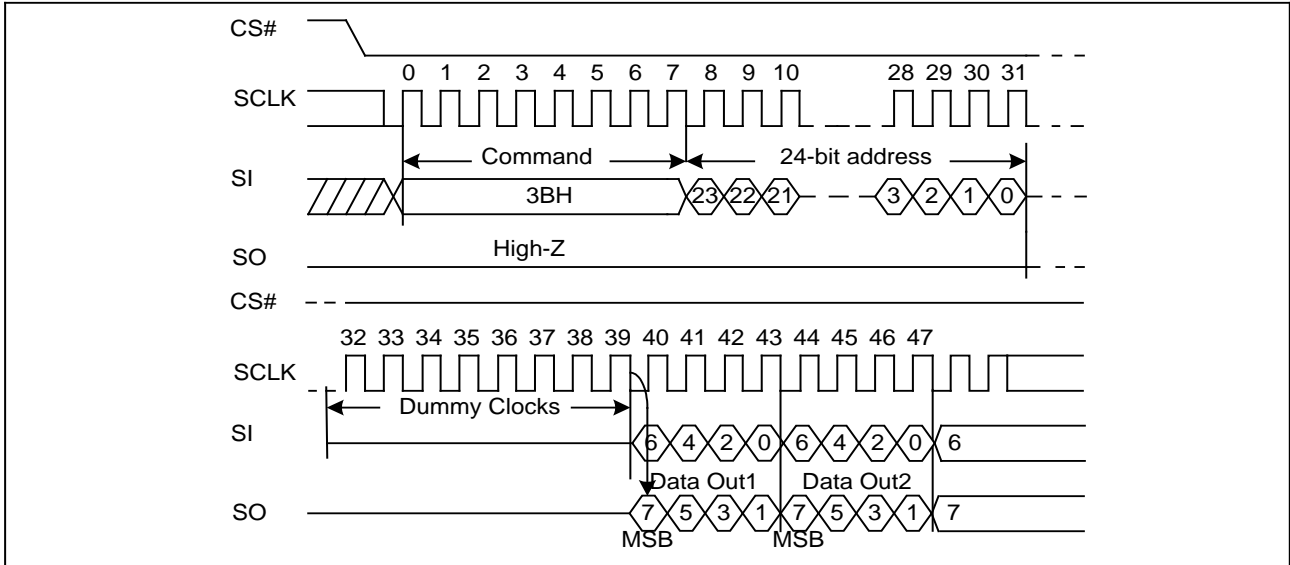 CS#
0 1 2 3 4 5 6 7 8 9 10 28 29 30 31
SCLK
Command 24-bit address
SI
3BH 23 22 21 3 2 1 0
High-Z
SO
CS#
32 33 34 35 36 37 38 39 40 41 42 43 44 45 46 47
SCLK
Dummy Clocks
SI
6 4 2 0 6 4 2 0 6
Data Out1 Data Out2
SO
7 5 3 1 7 5 3 1 7
MSB MSB